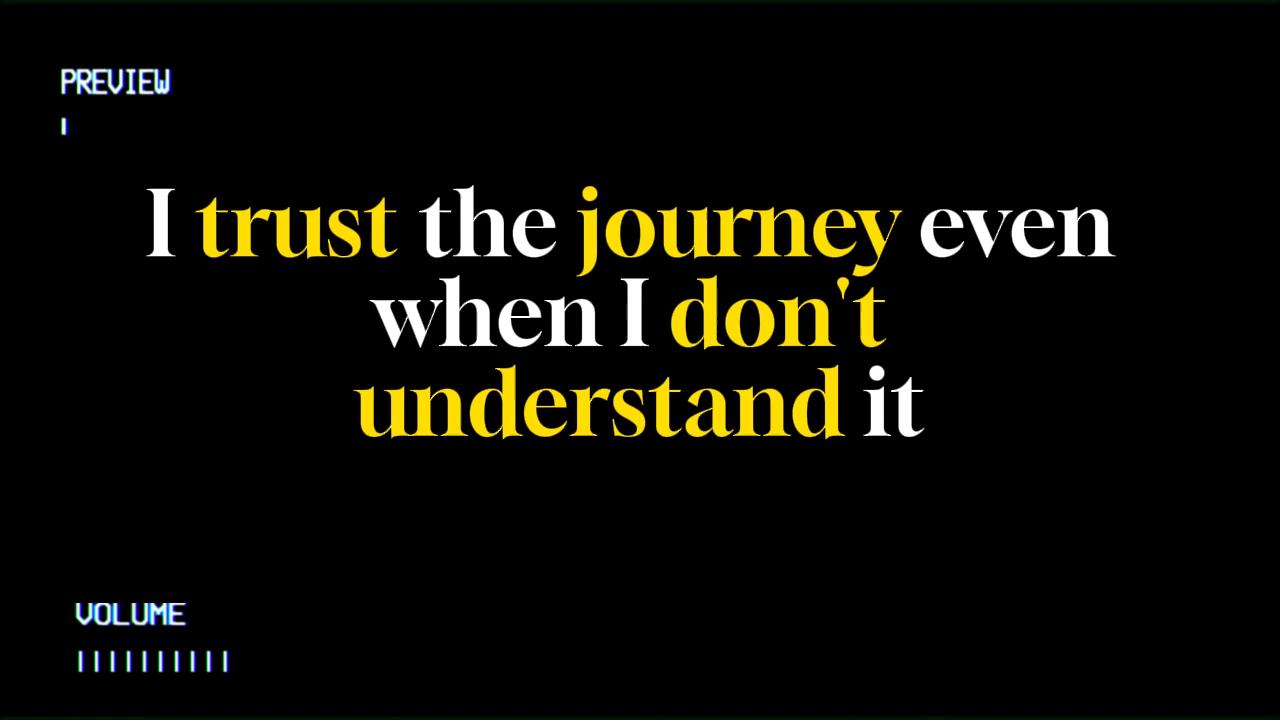 PREVIEW
I trust the journey even
when I don't
understand it
VOLUME